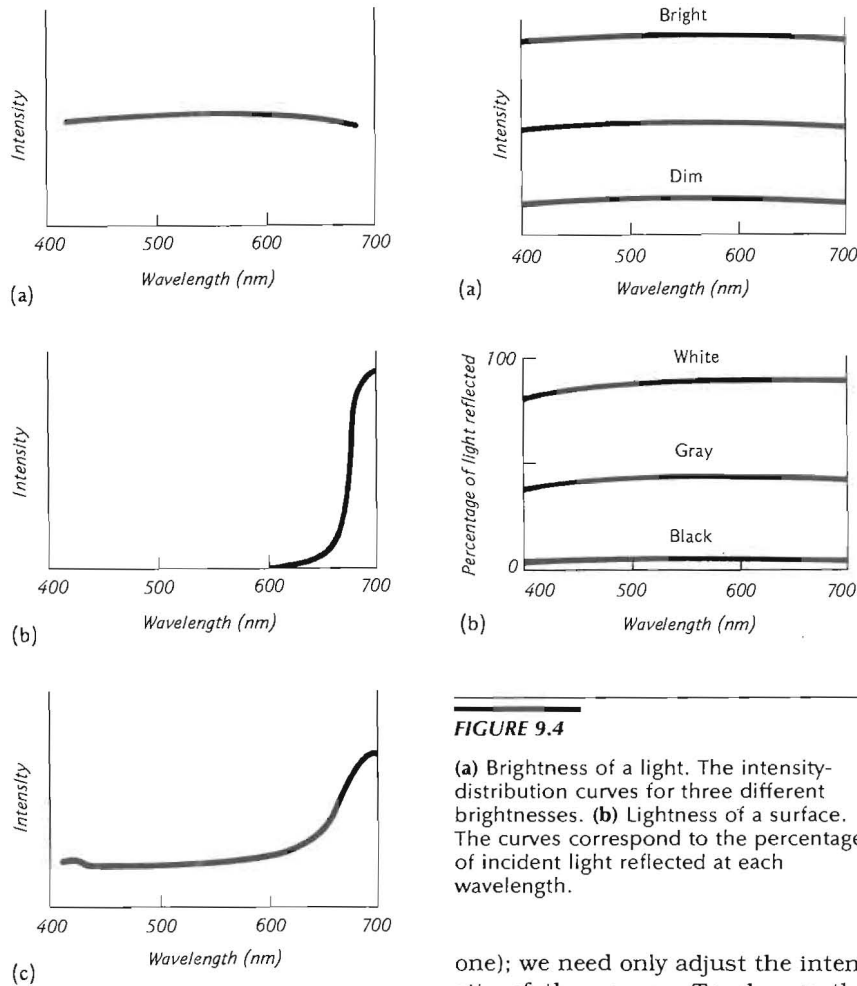 Intensity
400 500 600 700
Wavelength (nm)
(a)
Intensity
400 500 600 700
Wavelength (nm)
(b)
Intensity
400 500 600 700
Wavelength (nm)
(c)
Bright
Intensity
Dim
400 500 600 700
(a) Wavelength (nm)
100
White
Percentage of light reflected
Gray
Black
0
400 500 600 700
(b) Wavelength (nm)
FIGURE 9.4
(a) Brightness of a light. The intensity-
distribution curves for three different
brightnesses. (b) Lightness of a surface.
The curves correspond to the percentage
of incident light reflected at each
wavelength.
one); we need only adjust the inten